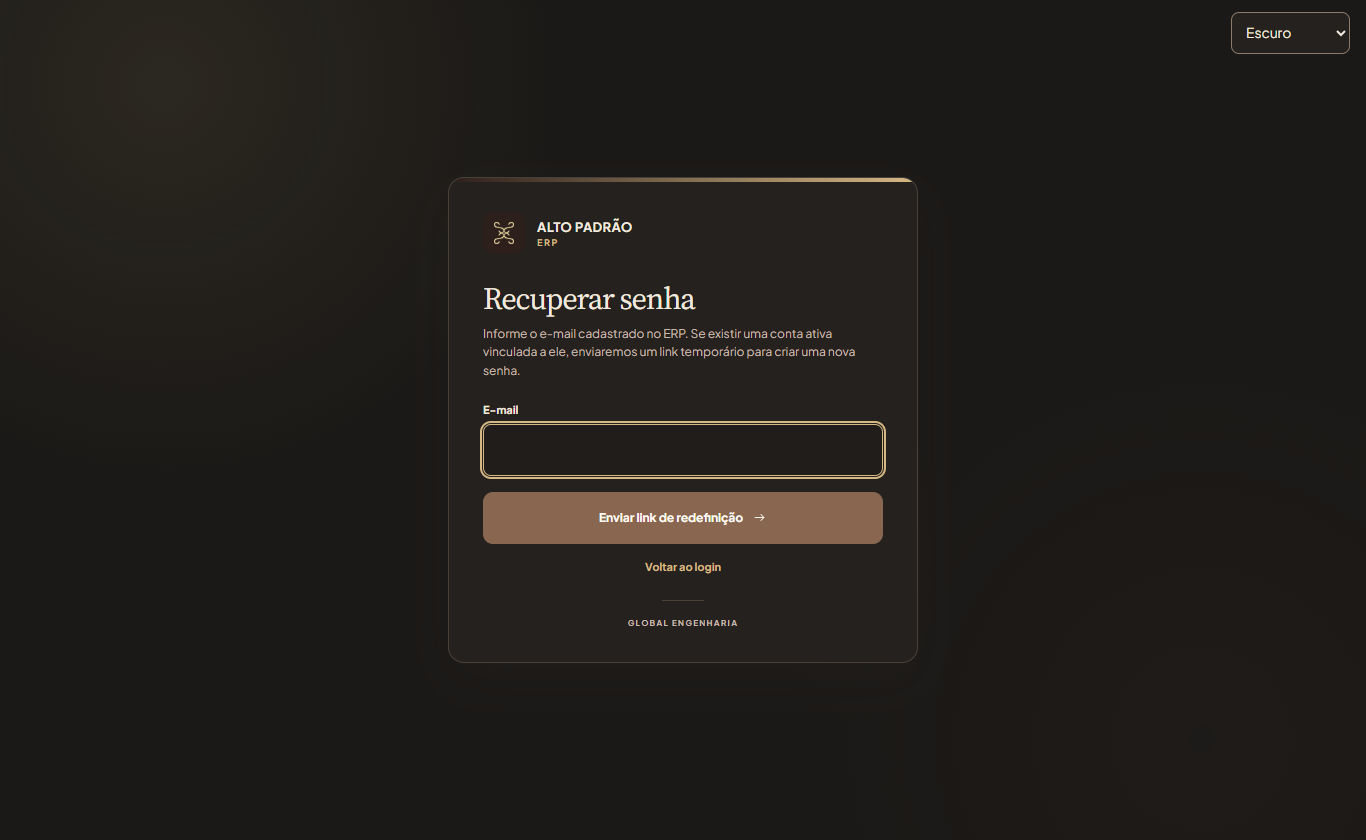 Escuro
ALTO PADRÃO
ERP
Recuperar senha
Informe o e-mail cadastrado no ERP. Se existir uma conta ativa
vinculada a ele, enviaremos um link temporário para criar uma nova
senha.
E-mail
Enviar link de redefinição →
Voltar ao login
GLOBAL ENGENHARIA